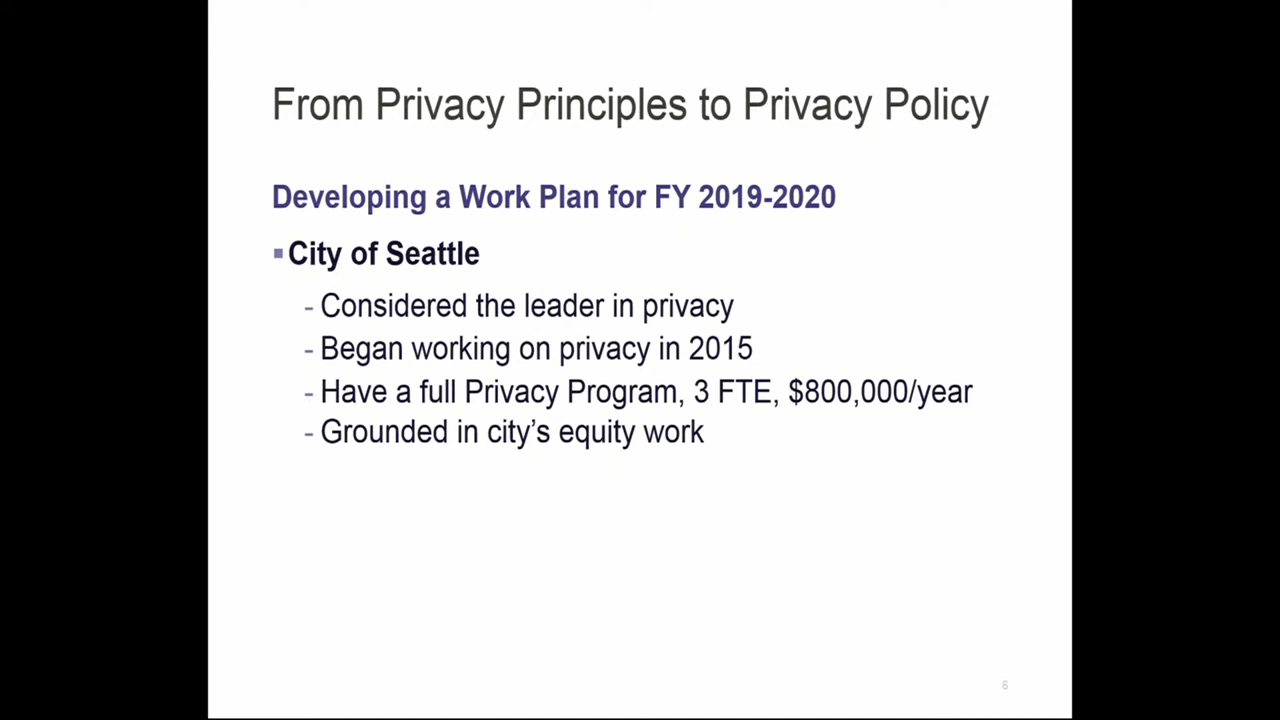 From Privacy Principles to Privacy Policy
Developing a Work Plan for FY 2019-2020
▪City of Seattle
- Considered the leader in privacy
- Began working on privacy in 2015
- Have a full Privacy Program, 3 FTE, $800,000/year
- Grounded in city's equity work
6